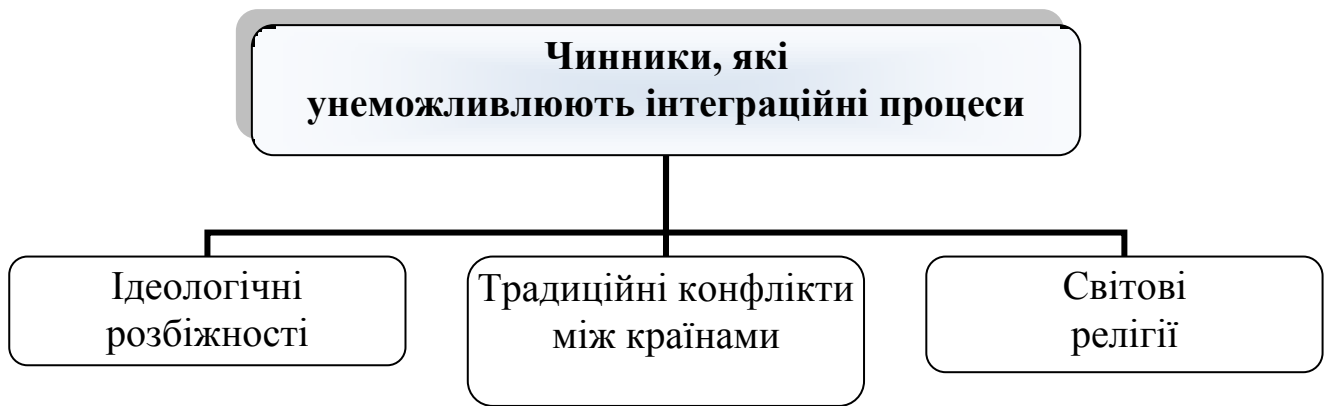 Чинники, які
унеможливлюють інтеграційні процеси
Ідеологічні
розбіжності
Традиційні конфлікти
між країнами
Світові
релігії